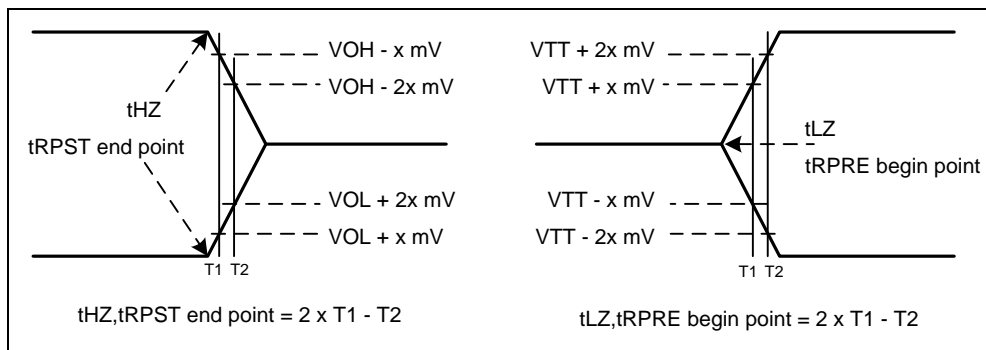 VOH - x mV
VOH - 2x mV
tHZ
tRPST end point
VOL + 2x mV
VOL + x mV
T1 T2
tHZ,tRPST end point = 2 x T1 - T2
VTT + 2x mV
VTT + x mV
tLZ
tRPRE begin point
VTT - x mV
VTT - 2x mV
T1 T2
tLZ,tRPRE begin point = 2 x T1 - T2